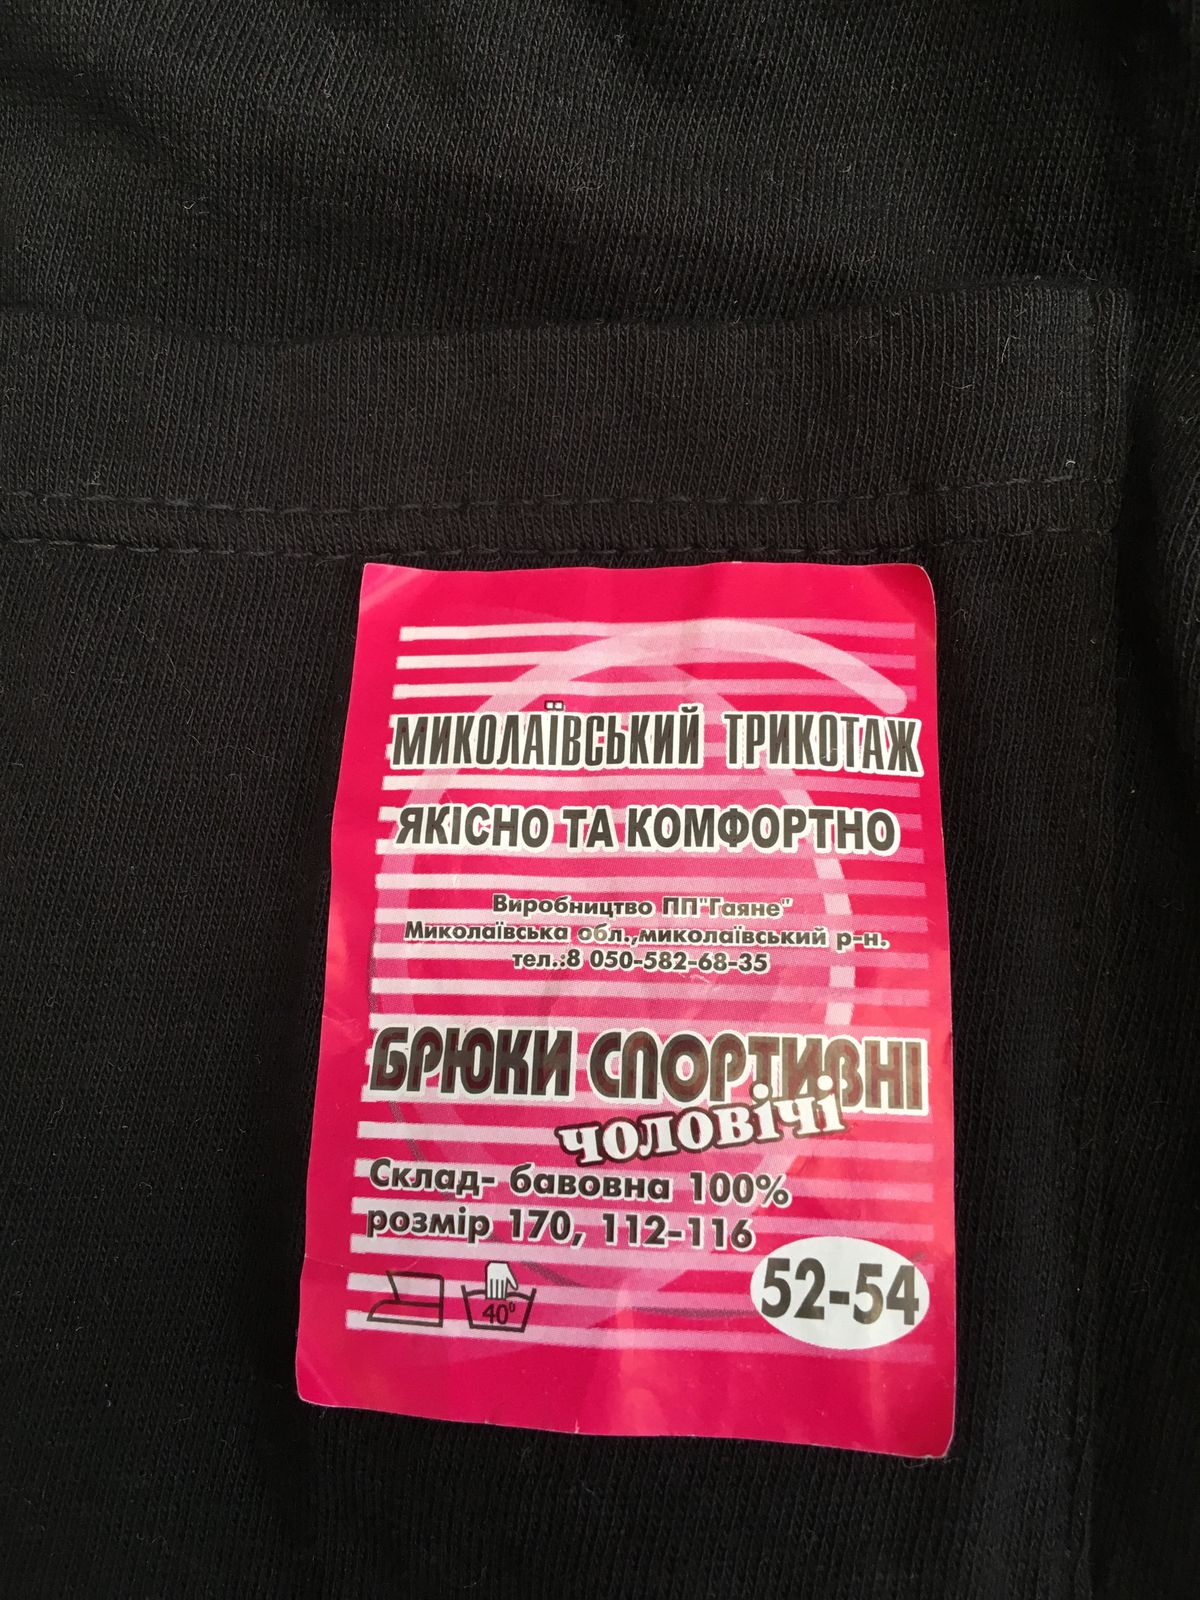 МИКОЛАЇВСЬКИЙ ТРИКОТАЖ
ЯКІСНО ТА КОМФОРТНО
Виробництво ПП"Гаяне"
Миколаївська обл.,миколаївський р-н.
тел.:8 050-582-68-35
БРЮКИ СПОРТИВНІ
чоловічі
Склад- бавовна 100%
розмір 170, 112-116
52-54
40⁰